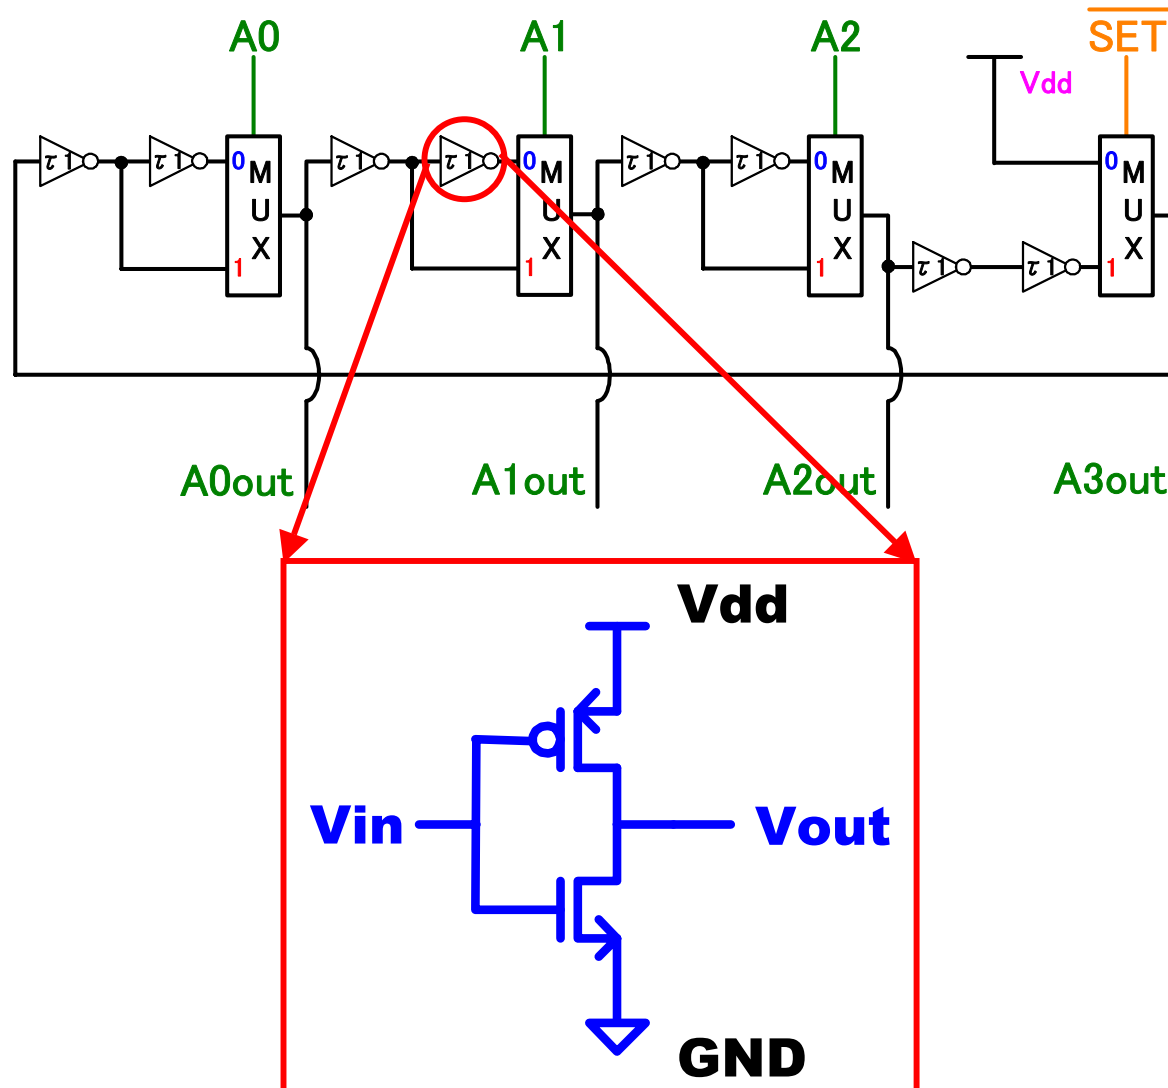 A0 A1 A2 SET
Vdd
τ1 τ1 0 τ1 τ1 0 τ1 τ1 0 0
M M M M
U U U U
X X X X
1 1 1 τ1 τ1 1
A0out A1out A2out A3out
Vdd
Vin
Vout
GND